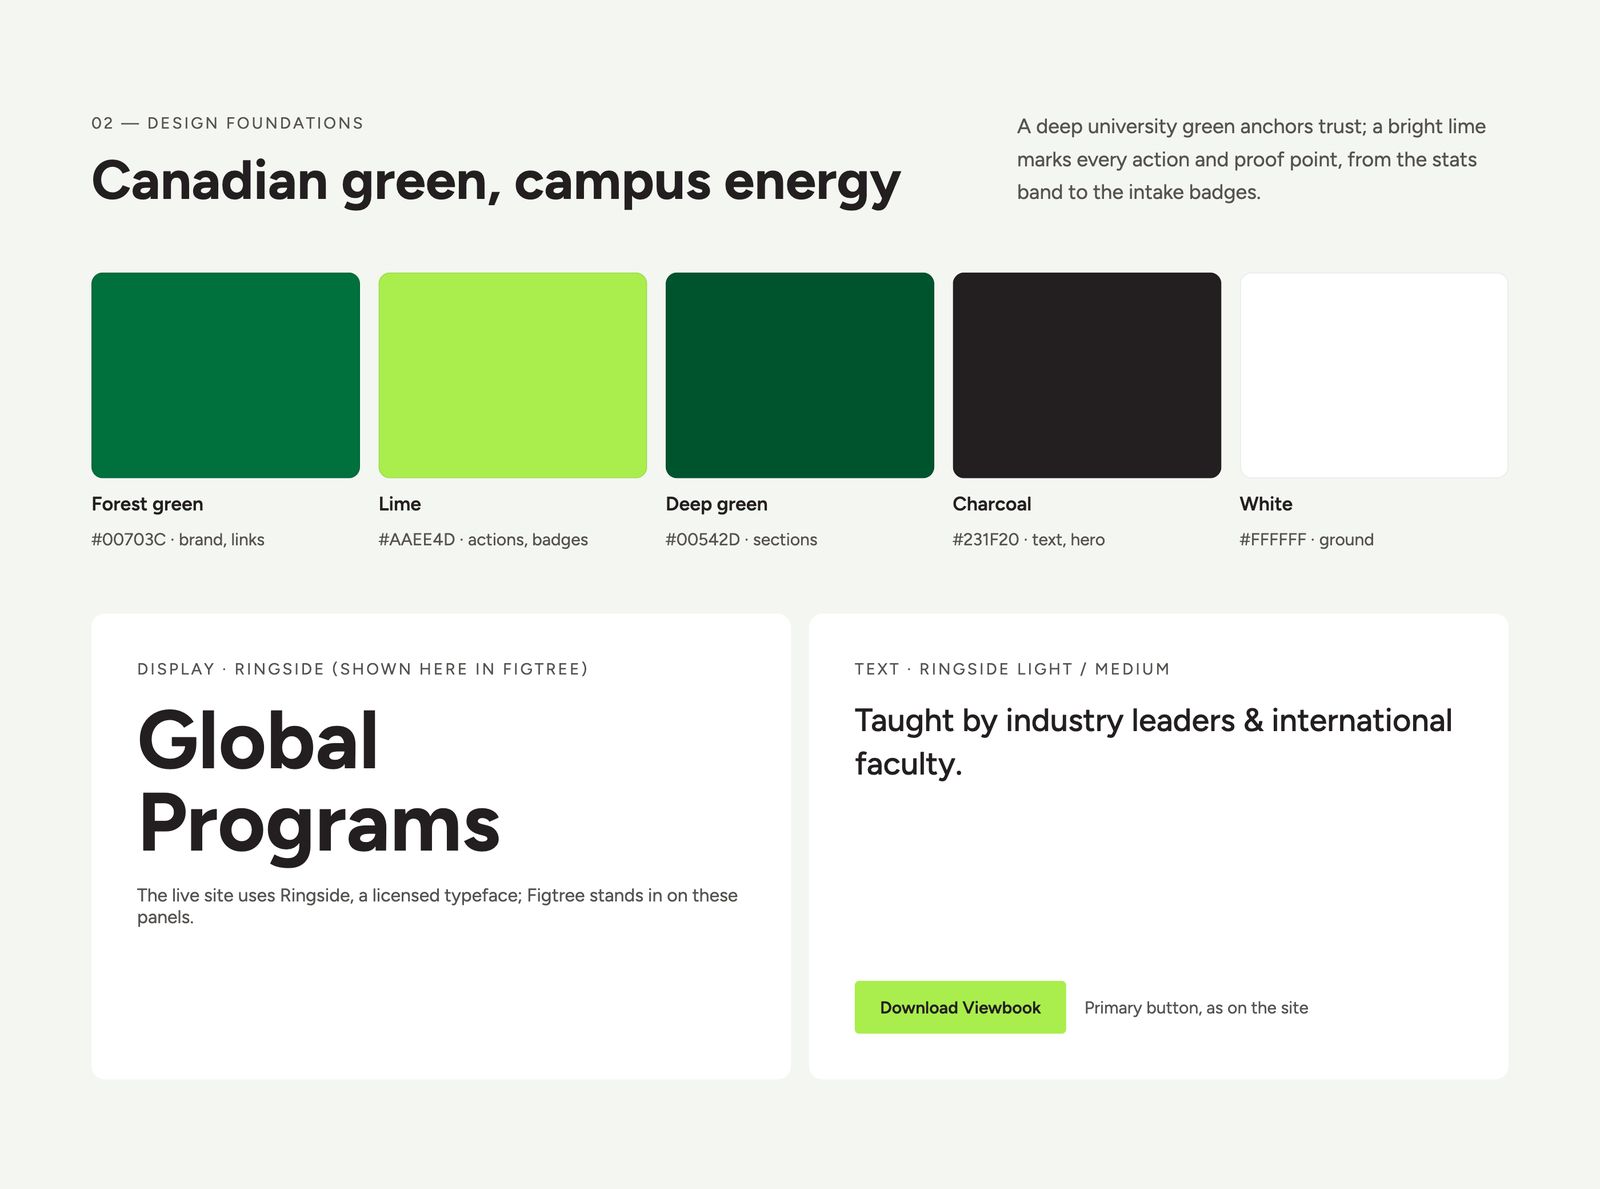 02 — DESIGN FOUNDATIONS
Canadian green, campus energy
A deep university green anchors trust; a bright lime
marks every action and proof point, from the stats
band to the intake badges.
Forest green
#00703C · brand, links
Lime
#AAEE4D · actions, badges
Deep green
#00542D · sections
Charcoal
#231F20 · text, hero
White
#FFFFFF · ground
DISPLAY · RINGSIDE (SHOWN HERE IN FIGTREE)
Global
Programs
The live site uses Ringside, a licensed typeface; Figtree stands in on these
panels.
TEXT · RINGSIDE LIGHT / MEDIUM
Taught by industry leaders & international
faculty.
Download Viewbook
Primary button, as on the site